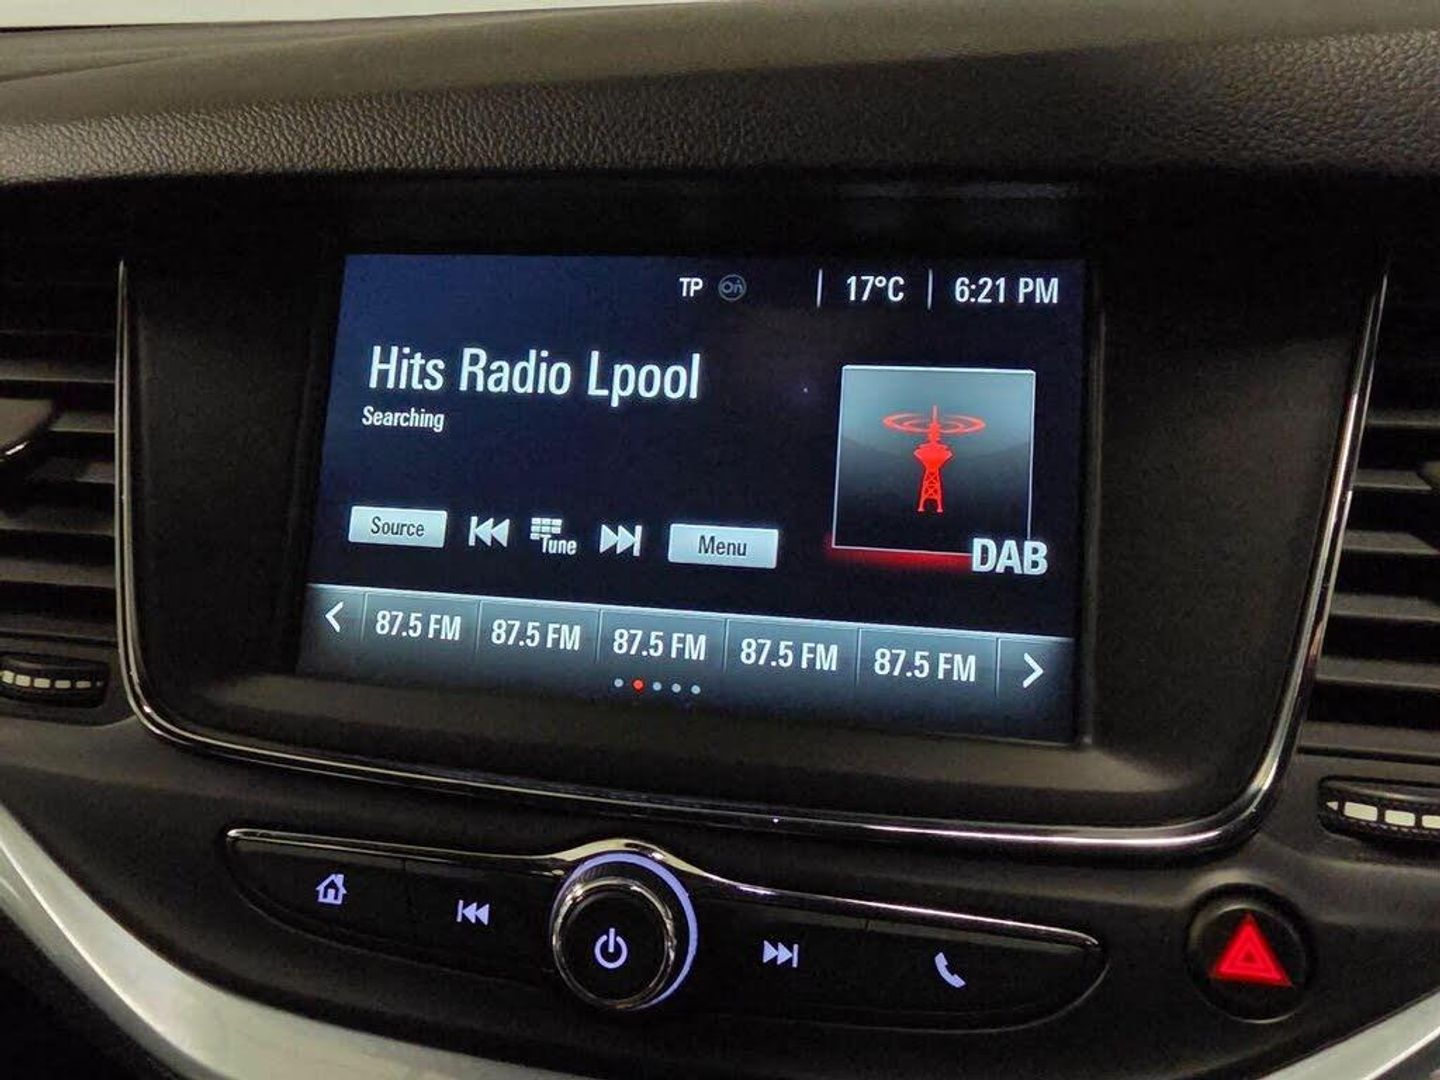 TP On 17°C 6:21 PM
Hits Radio Lpool
Searching
Source Tune Menu
DAB
87.5 FM 87.5 FM 87.5 FM 87.5 FM 87.5 FM